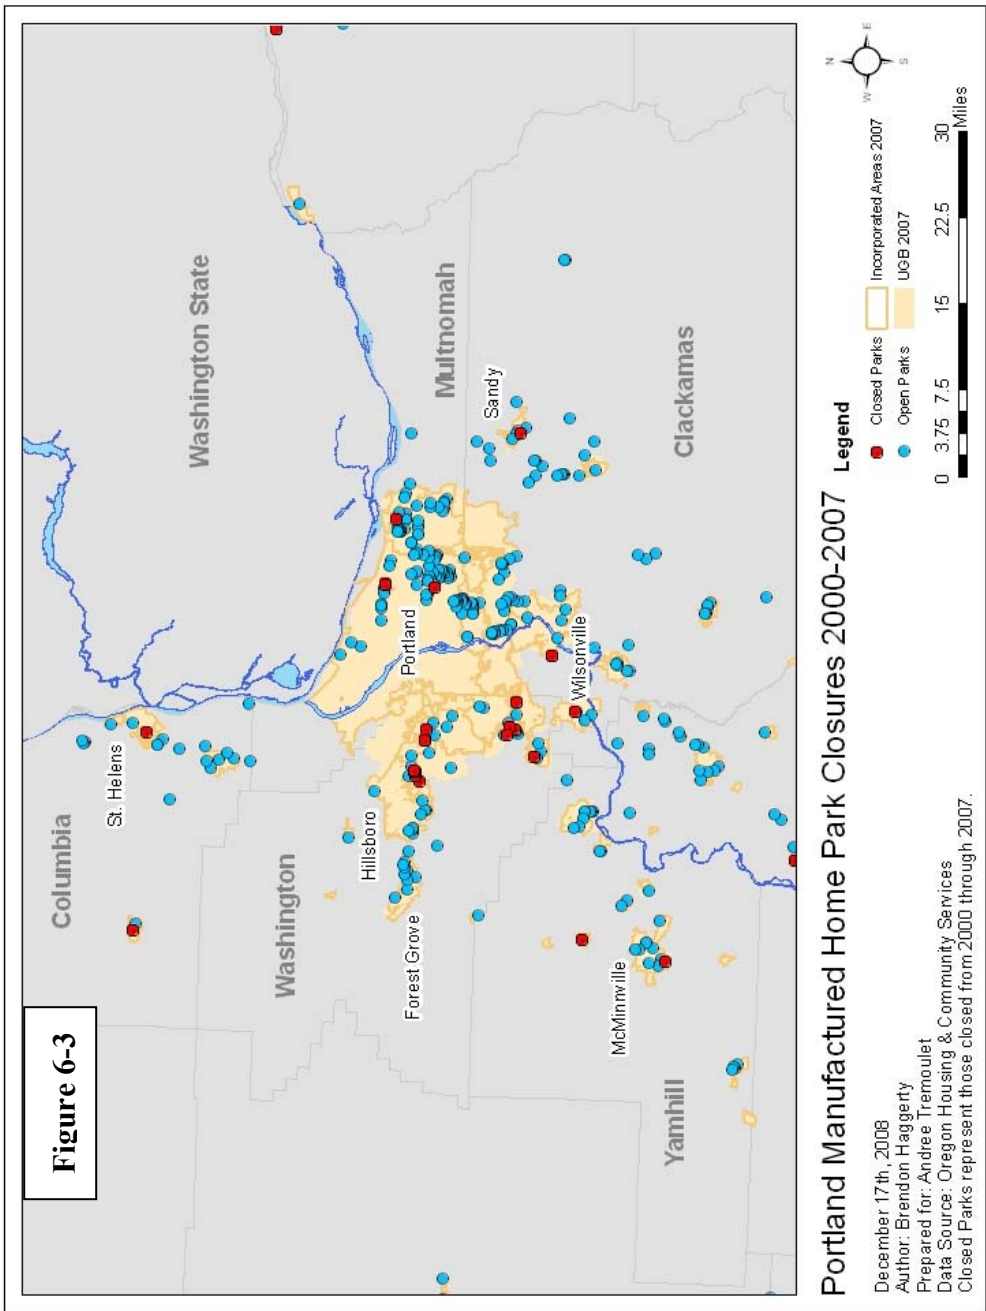 Figure 6-3
Columbia
St. Helens
Washington State
Washington
Hillsboro
Forest Grove
Portland
Multnomah
Sandy
Clackamas
Wilsonville
McMinnville
Yamhill
Portland Manufactured Home Park Closures 2000-2007
December 17th, 2008
Author: Brendon Haggerty
Prepared for: Andree Tremoulet
Data Source: Oregon Housing & Community Services
Closed Parks represent those closed from 2000 through 2007.
Legend
Closed Parks
Incorporated Areas 2007
Open Parks
UGB 2007
0 3.75 7.5 15 22.5 30
Miles
N
E
S
W